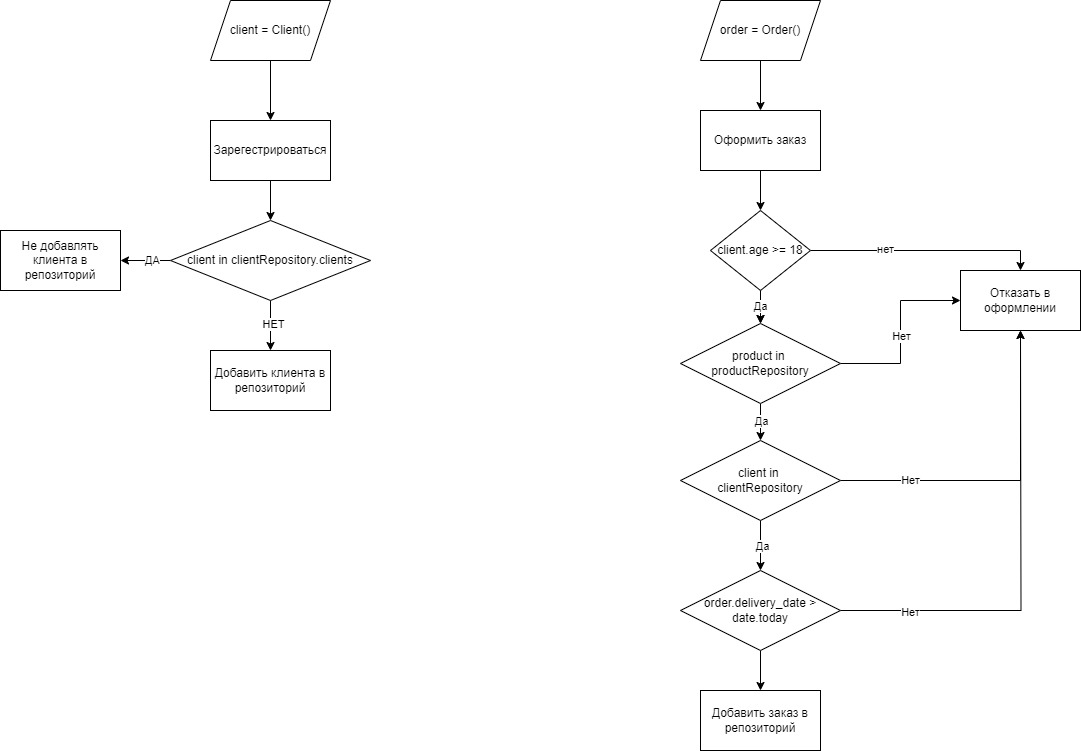 client = Client()
Зарегестрироваться
client in clientRepository.clients
ДА
Не добавлять
клиента в
репозиторий
НЕТ
Добавить клиента в
репозиторий
order = Order()
Оформить заказ
client.age >= 18
нет
Отказать в
оформлении
Да
product in
productRepository
Нет
Да
client in
clientRepository
Нет
Да
order.delivery_date >
date.today
Нет
Добавить заказ в
репозиторий